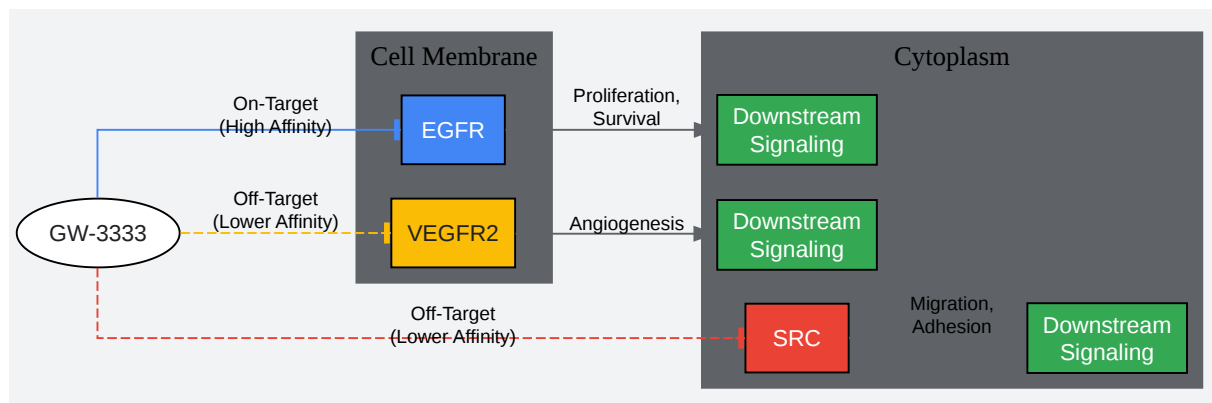 Cell Membrane
Cytoplasm
On-Target
(High Affinity)
EGFR
Proliferation,
Survival
Downstream
Signaling
GW-3333
Off-Target
(Lower Affinity)
VEGFR2
Angiogenesis
Downstream
Signaling
Off-Target
(Lower Affinity)
SRC
Migration,
Adhesion
Downstream
Signaling